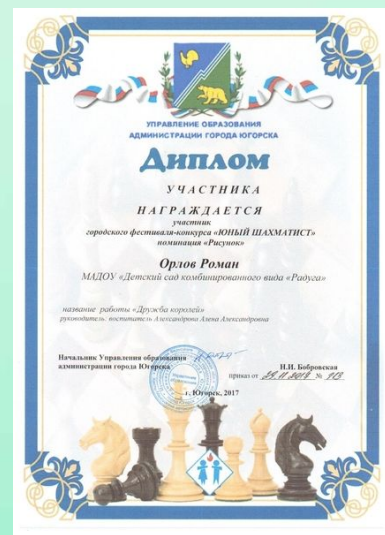 УПРАВЛЕНИЕ ОБРАЗОВАНИЯ
АДМИНИСТРАЦИИ ГОРОДА ЮГОРСКА
Диплом
УЧАСТНИКА
НАГРАЖДАЕТСЯ
участник
городского фестиваля-конкурса «ЮНЫЙ ШАХМАТИСТ»
номинация «Рисунок»
Орлов Роман
МАДОУ «Детский сад комбинированного вида «Радуга»
название работы «Дружба королей»
руководитель: воспитатель Александрова Алена Александровна
Начальник Управления образования
администрации города Югорска
Н.И. Бобровская
приказ от №
г. Югорск, 2017